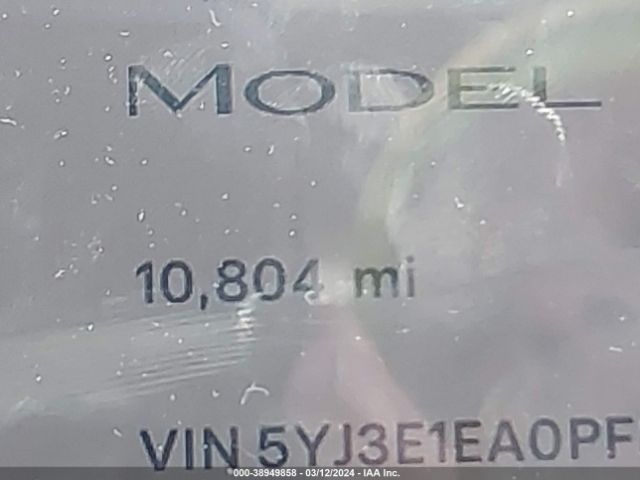 MODEL
10,804 mi
VIN 5YJ3E1EA0PF
000-38949858 - 03/12/2024 - IAA Inc.